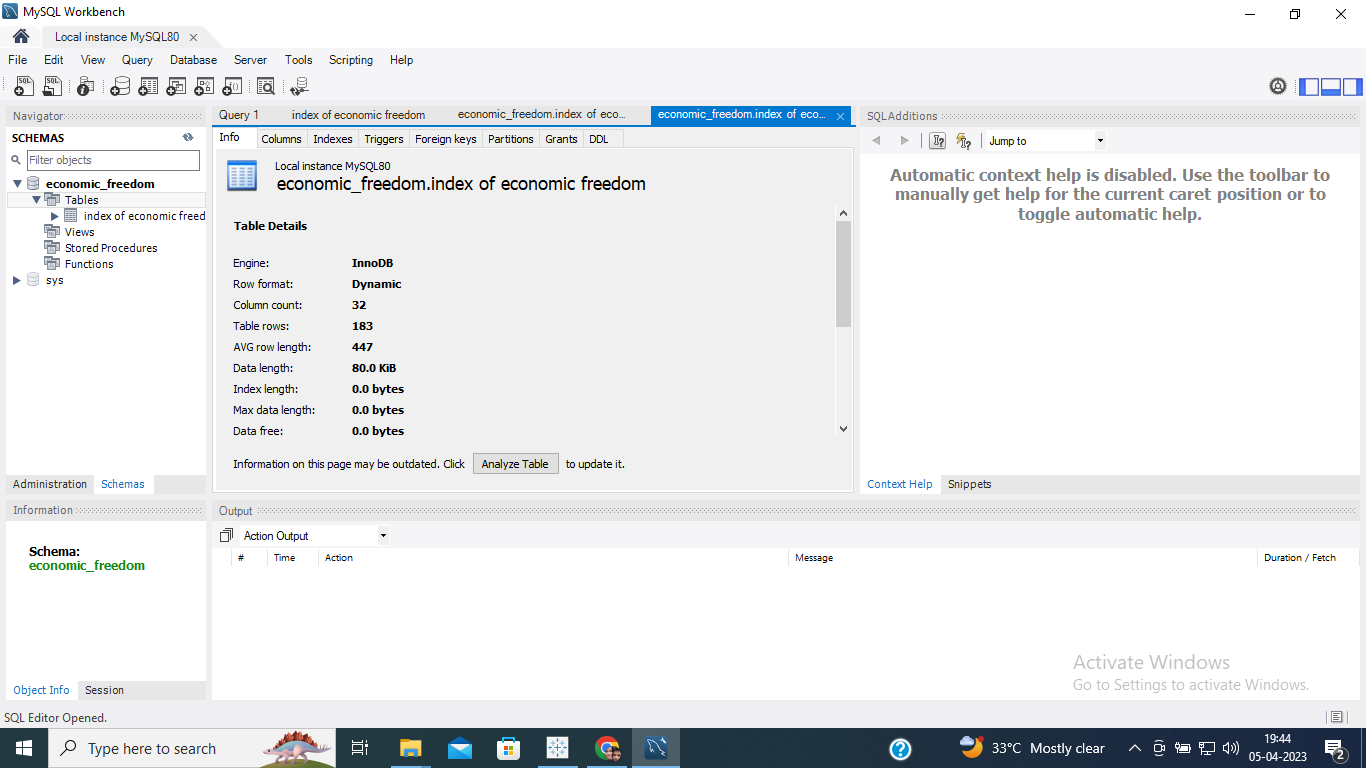 MySQL Workbench
Local instance MySQL80
File Edit View Query Database Server Tools Scripting Help
Navigator
SCHEMAS
Filter objects
economic_freedom
Tables
index of economic freed
Views
Stored Procedures
Functions
sys
Administration Schemas
Information
Schema:
economic_freedom
Object Info Session
Query 1 index of economic freedom economic_freedom.index of eco... economic_freedom.index of eco...
Info Columns Indexes Triggers Foreign keys Partitions Grants DDL
Local instance MySQL80
economic_freedom.index of economic freedom
Table Details
Engine: InnoDB
Row format: Dynamic
Column count: 32
Table rows: 183
AVG row length: 447
Data length: 80.0 KiB
Index length: 0.0 bytes
Max data length: 0.0 bytes
Data free: 0.0 bytes
Information on this page may be outdated. Click Analyze Table to update it.
SQLAdditions
Jump to
Automatic context help is disabled. Use the toolbar to
manually get help for the current caret position or to
toggle automatic help.
Context Help Snippets
Output
Action Output
# Time Action Message Duration / Fetch
Activate Windows
Go to Settings to activate Windows.
SQL Editor Opened.
Type here to search
33°C Mostly clear
19:44
05-04-2023
2